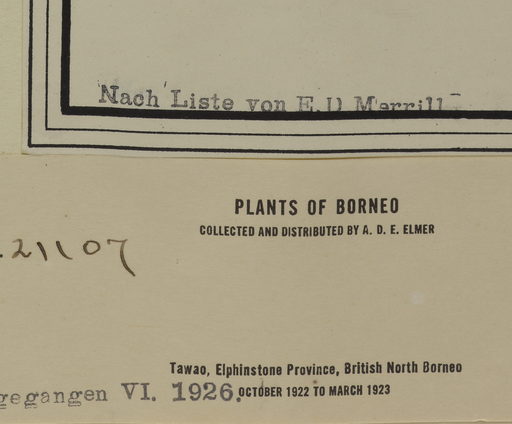 Nach Liste von E.D Merrill
PLANTS OF BORNEO
COLLECTED AND DISTRIBUTED BY A. D. E. ELMER
.21107
Tawao, Elphinstone Province, British North Borneo
gegangen VI. 1926.
OCTOBER 1922 TO MARCH 1923